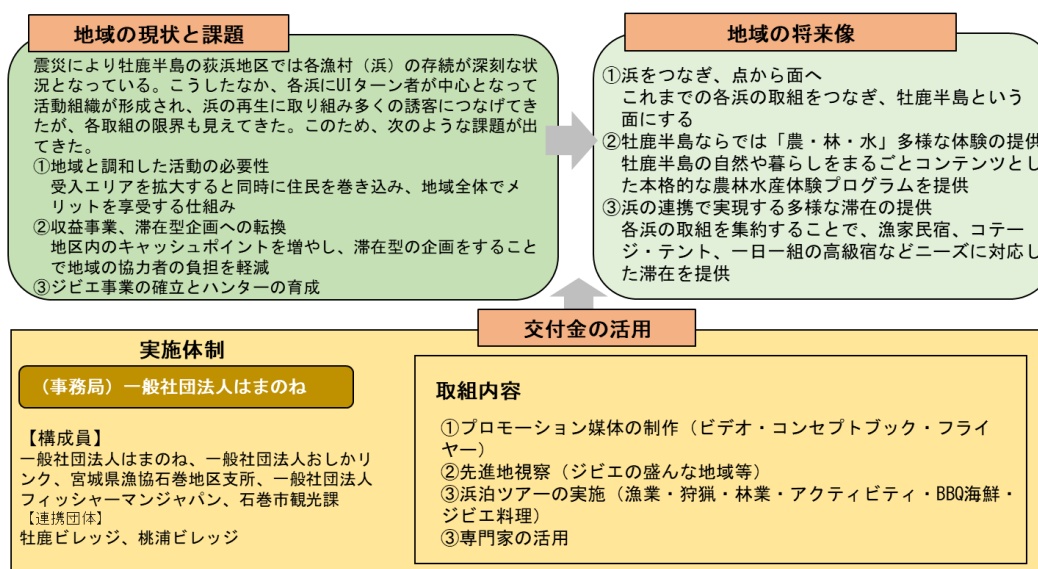 地域の現状と課題
震災により牡鹿半島の荻浜地区では各漁村（浜）の存続が深刻な状
況となっている。こうしたなか、各浜にUIターン者が中心となって
活動組織が形成され、浜の再生に取り組み多くの誘客につなげてき
たが、各取組の限界も見えてきた。このため、次のような課題が出
てきた。
①地域と調和した活動の必要性
受入エリアを拡大すると同時に住民を巻き込み、地域全体でメ
リットを享受する仕組み
②収益事業、滞在型企画への転換
地区内のキャッシュポイントを増やし、滞在型の企画をすること
で地域の協力者の負担を軽減
③ジビエ事業の確立とハンターの育成
地域の将来像
①浜をつなぎ、点から面へ
これまでの各浜の取組をつなぎ、牡鹿半島という
面にする
②牡鹿半島ならでは「農・林・水」多様な体験の提供
牡鹿半島の自然や暮らしをまるごとコンテンツとし
た本格的な農林水産体験プログラムを提供
③浜の連携で実現する多様な滞在の提供
各浜の取組を集約することで、漁家民宿、コテー
ジ・テント、一日一組の高級宿などニーズに対応し
た滞在を提供
交付金の活用
実施体制
（事務局）一般社団法人はまのね
【構成員】
一般社団法人はまのね、一般社団法人おしかリ
ンク、宮城県漁協石巻地区支所、一般社団法人
フィッシャーマンジャパン、石巻市観光課
【連携団体】
牡鹿ビレッジ、桃浦ビレッジ
取組内容
①プロモーション媒体の制作（ビデオ・コンセプトブック・フライ
ヤー）
②先進地視察（ジビエの盛んな地域等）
③浜泊ツアーの実施（漁業・狩猟・林業・アクティビティ・BBQ海鮮・
ジビエ料理）
③専門家の活用